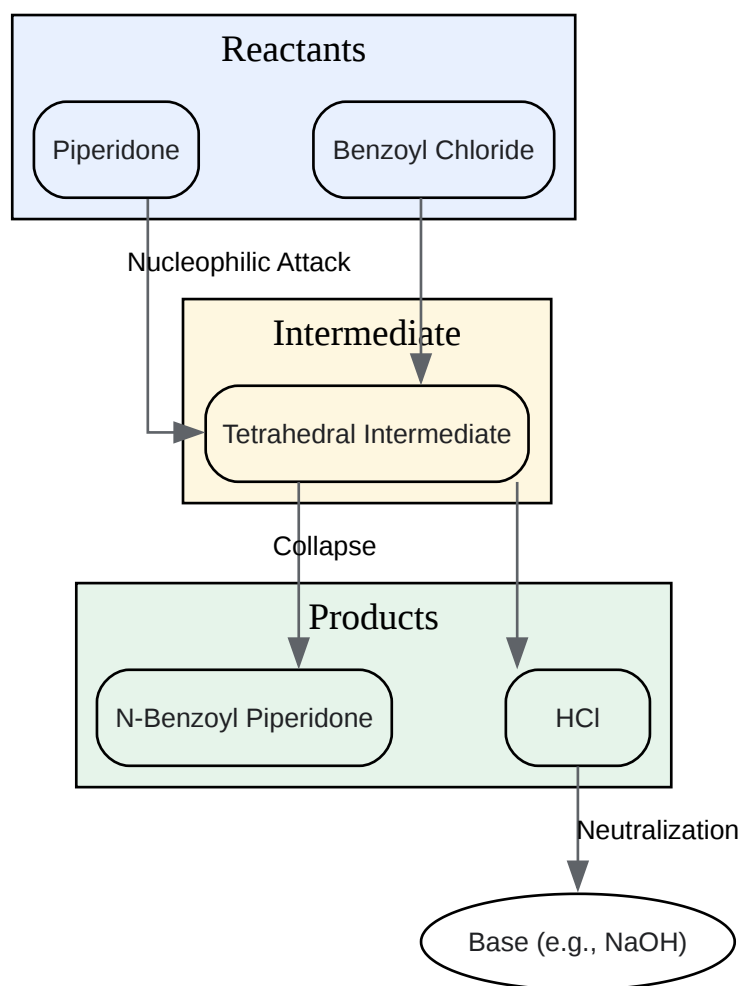 Reactants
Piperidone
Benzoyl Chloride
Nucleophilic Attack
Intermediate
Tetrahedral Intermediate
Collapse
Products
N-Benzoyl Piperidone
HCl
Neutralization
Base (e.g., NaOH)